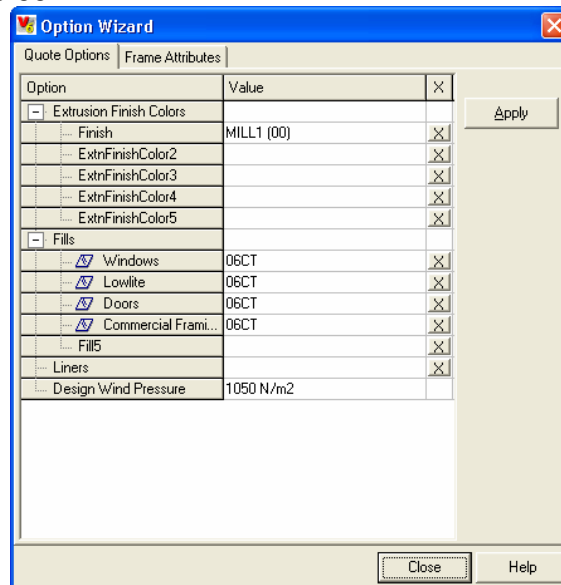 Option Wizard
Quote Options Frame Attributes
Option Value X
Extrusion Finish Colors Apply
Finish MILL1 (00) X
ExtnFinishColor2 X
ExtnFinishColor3 X
ExtnFinishColor4 X
ExtnFinishColor5 X
Fills
Windows 06CT X
Lowlite 06CT X
Doors 06CT X
Commercial Frami... 06CT X
Fill5 X
Liners X
Design Wind Pressure 1050 N/m2
Close Help